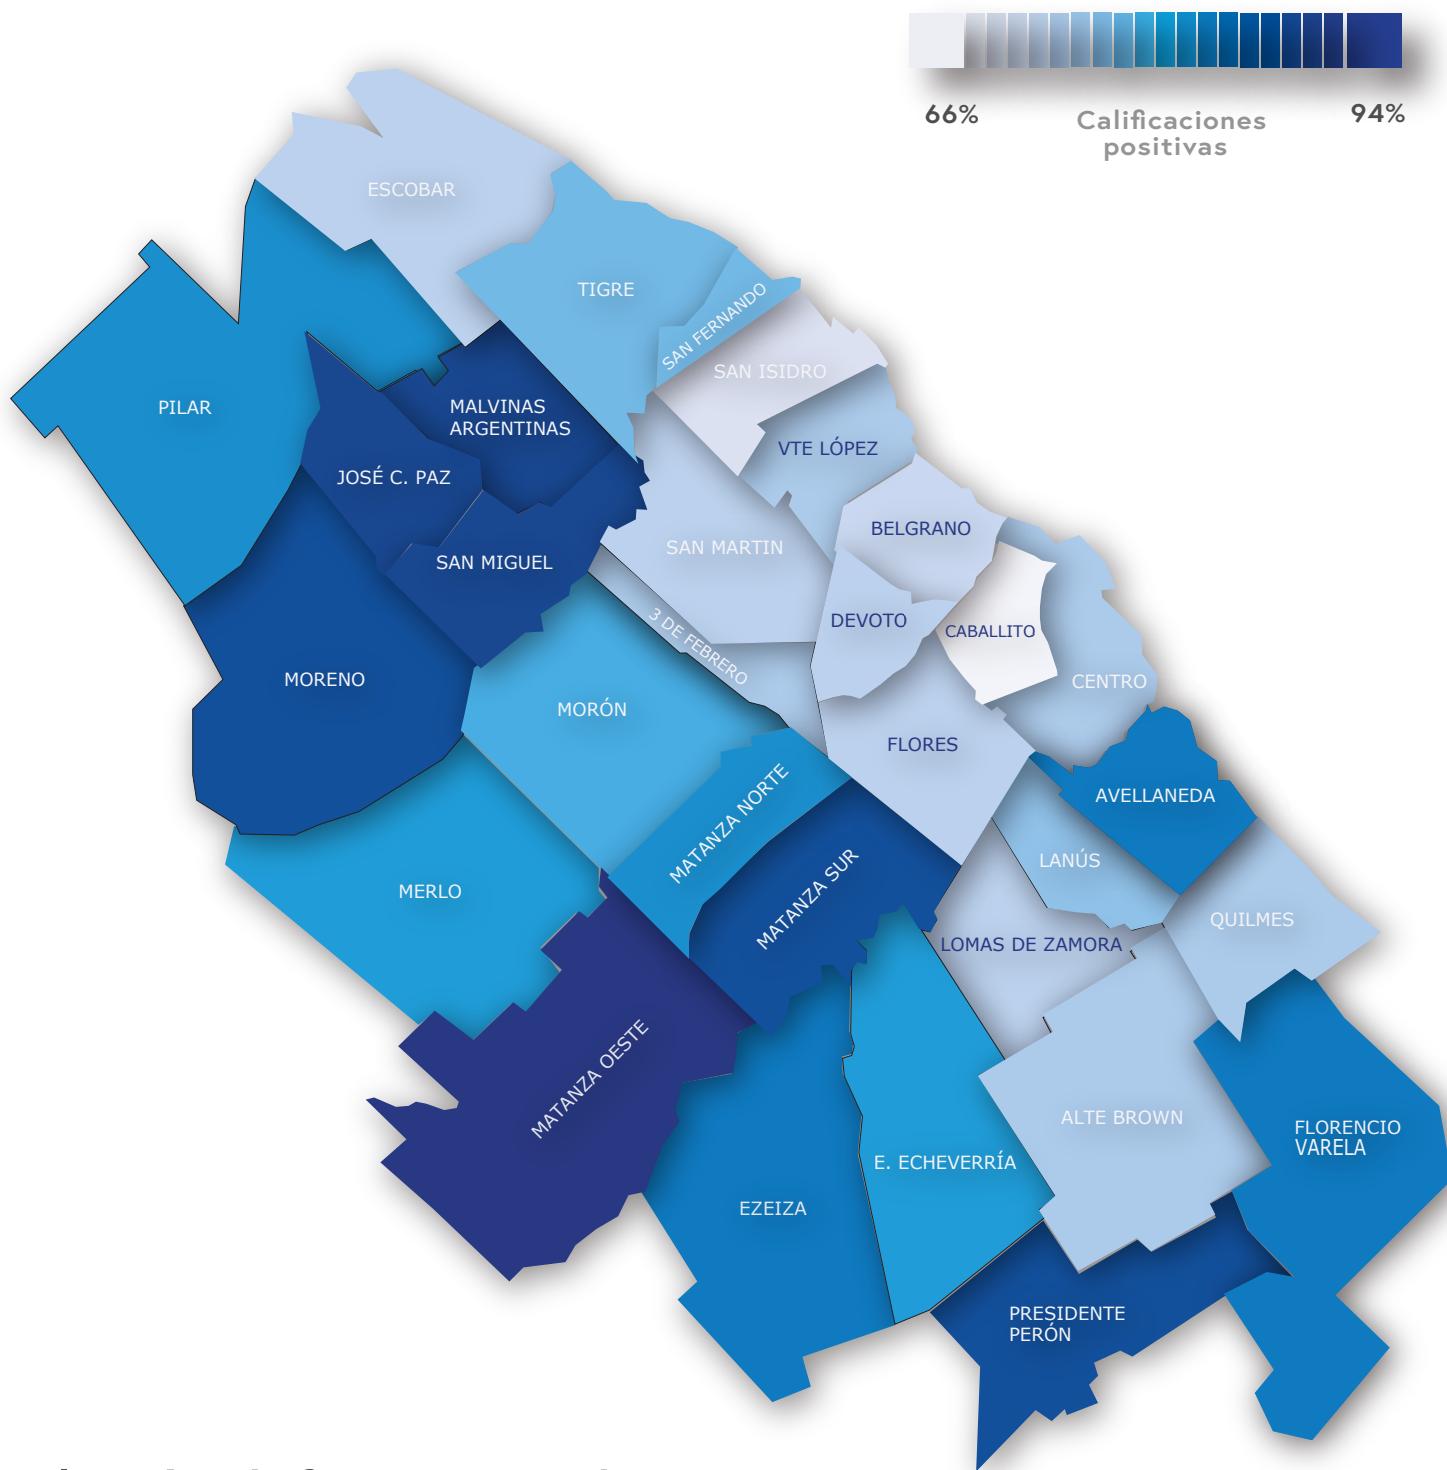 66%
94%
Calificaciones
positivas
ESCOBAR
TIGRE
SAN FERNANDO
SAN ISIDRO
PILAR
MALVINAS
ARGENTINAS
VTE LÓPEZ
JOSÉ C. PAZ
BELGRANO
SAN MARTIN
SAN MIGUEL
DEVOTO
CABALLITO
3 DE FEBRERO
MORENO
CENTRO
MORÓN
FLORES
MATANZA NORTE
AVELLANEDA
LANÚS
MERLO
MATANZA SUR
QUILMES
LOMAS DE ZAMORA
MATANZA OESTE
ALTE BROWN
FLORENCIO
VARELA
E. ECHEVERRÍA
EZEIZA
PRESIDENTE
PERÓN